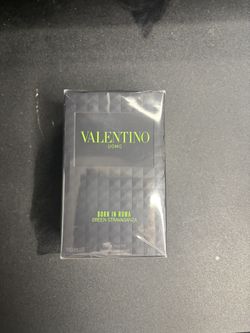 VALENTINO
UOMO
BORN IN ROMA
GREEN STRAVAGANZA